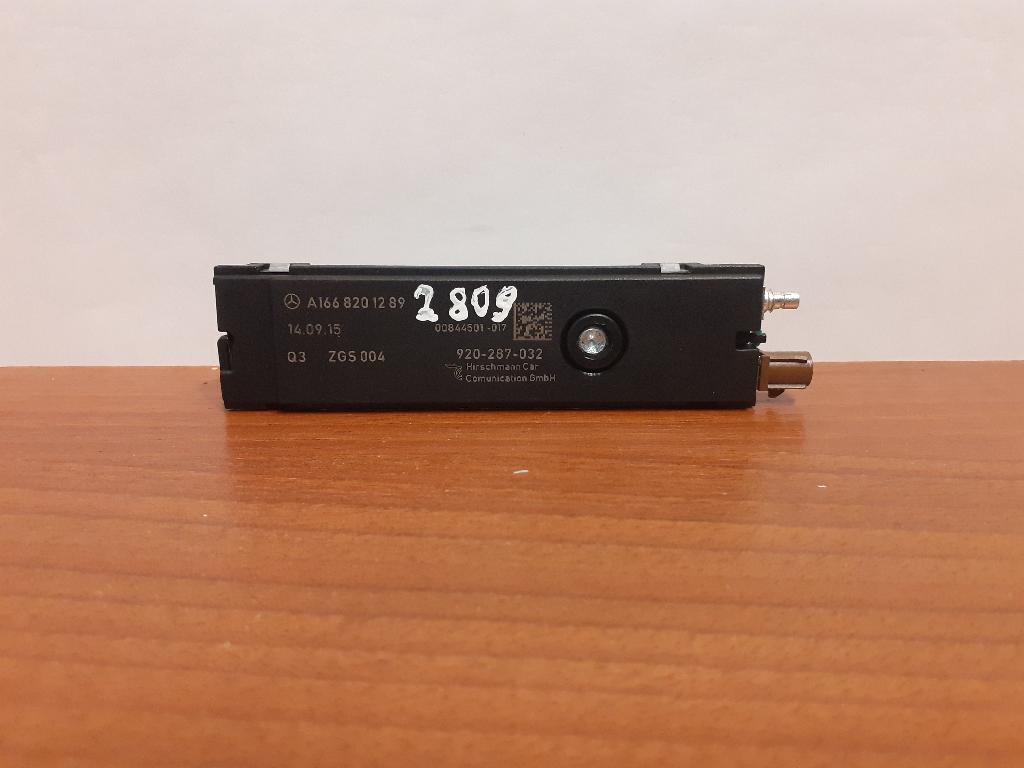 A166 820 12 89
2809
14.09.15
00844501-017
Q3 ZGS 004
920-287-032
Hirschmann Car
Comunication GmbH